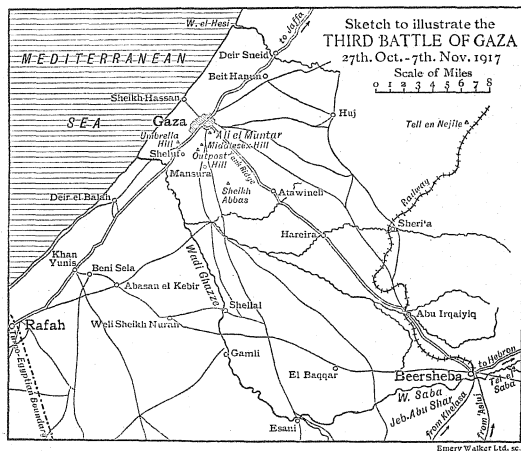 Sketch to illustrate the
THIRD BATTLE OF GAZA
27th. Oct.-7th. Nov. 1917
Scale of Miles
0 1 2 3 4 5 6 7 8
W. el-Hesi
to Jaffa
Deir Sneid
MEDITERRANEAN
SEA
Beit Hanun
Sheikh Hassan
Huj
Tell en Nejile
Gaza
Umbrella
Hill
Ali el Muntar
Middlesex Hill
Sheluf
Outpost
Hill
Mansura
Sheikh
Abbas
Atawineh
Railway
Deir el Balah
Hareira
Sheri'a
Wadi Ghazze
Khan
Yunis
Beni Sela
Abasan el Kebir
Shellal
Abu Irqaiyiq
Rafah
Weli Sheikh Nuran
Turco-Egyptian Boundary
Gamli
El Baqqar
to Hebron
Beersheba
Tel el
Saba
W. Saba
Jeb. Abu Shar
from Khelasa
from 'Asluj
Esani
Emery Walker Ltd. sc.